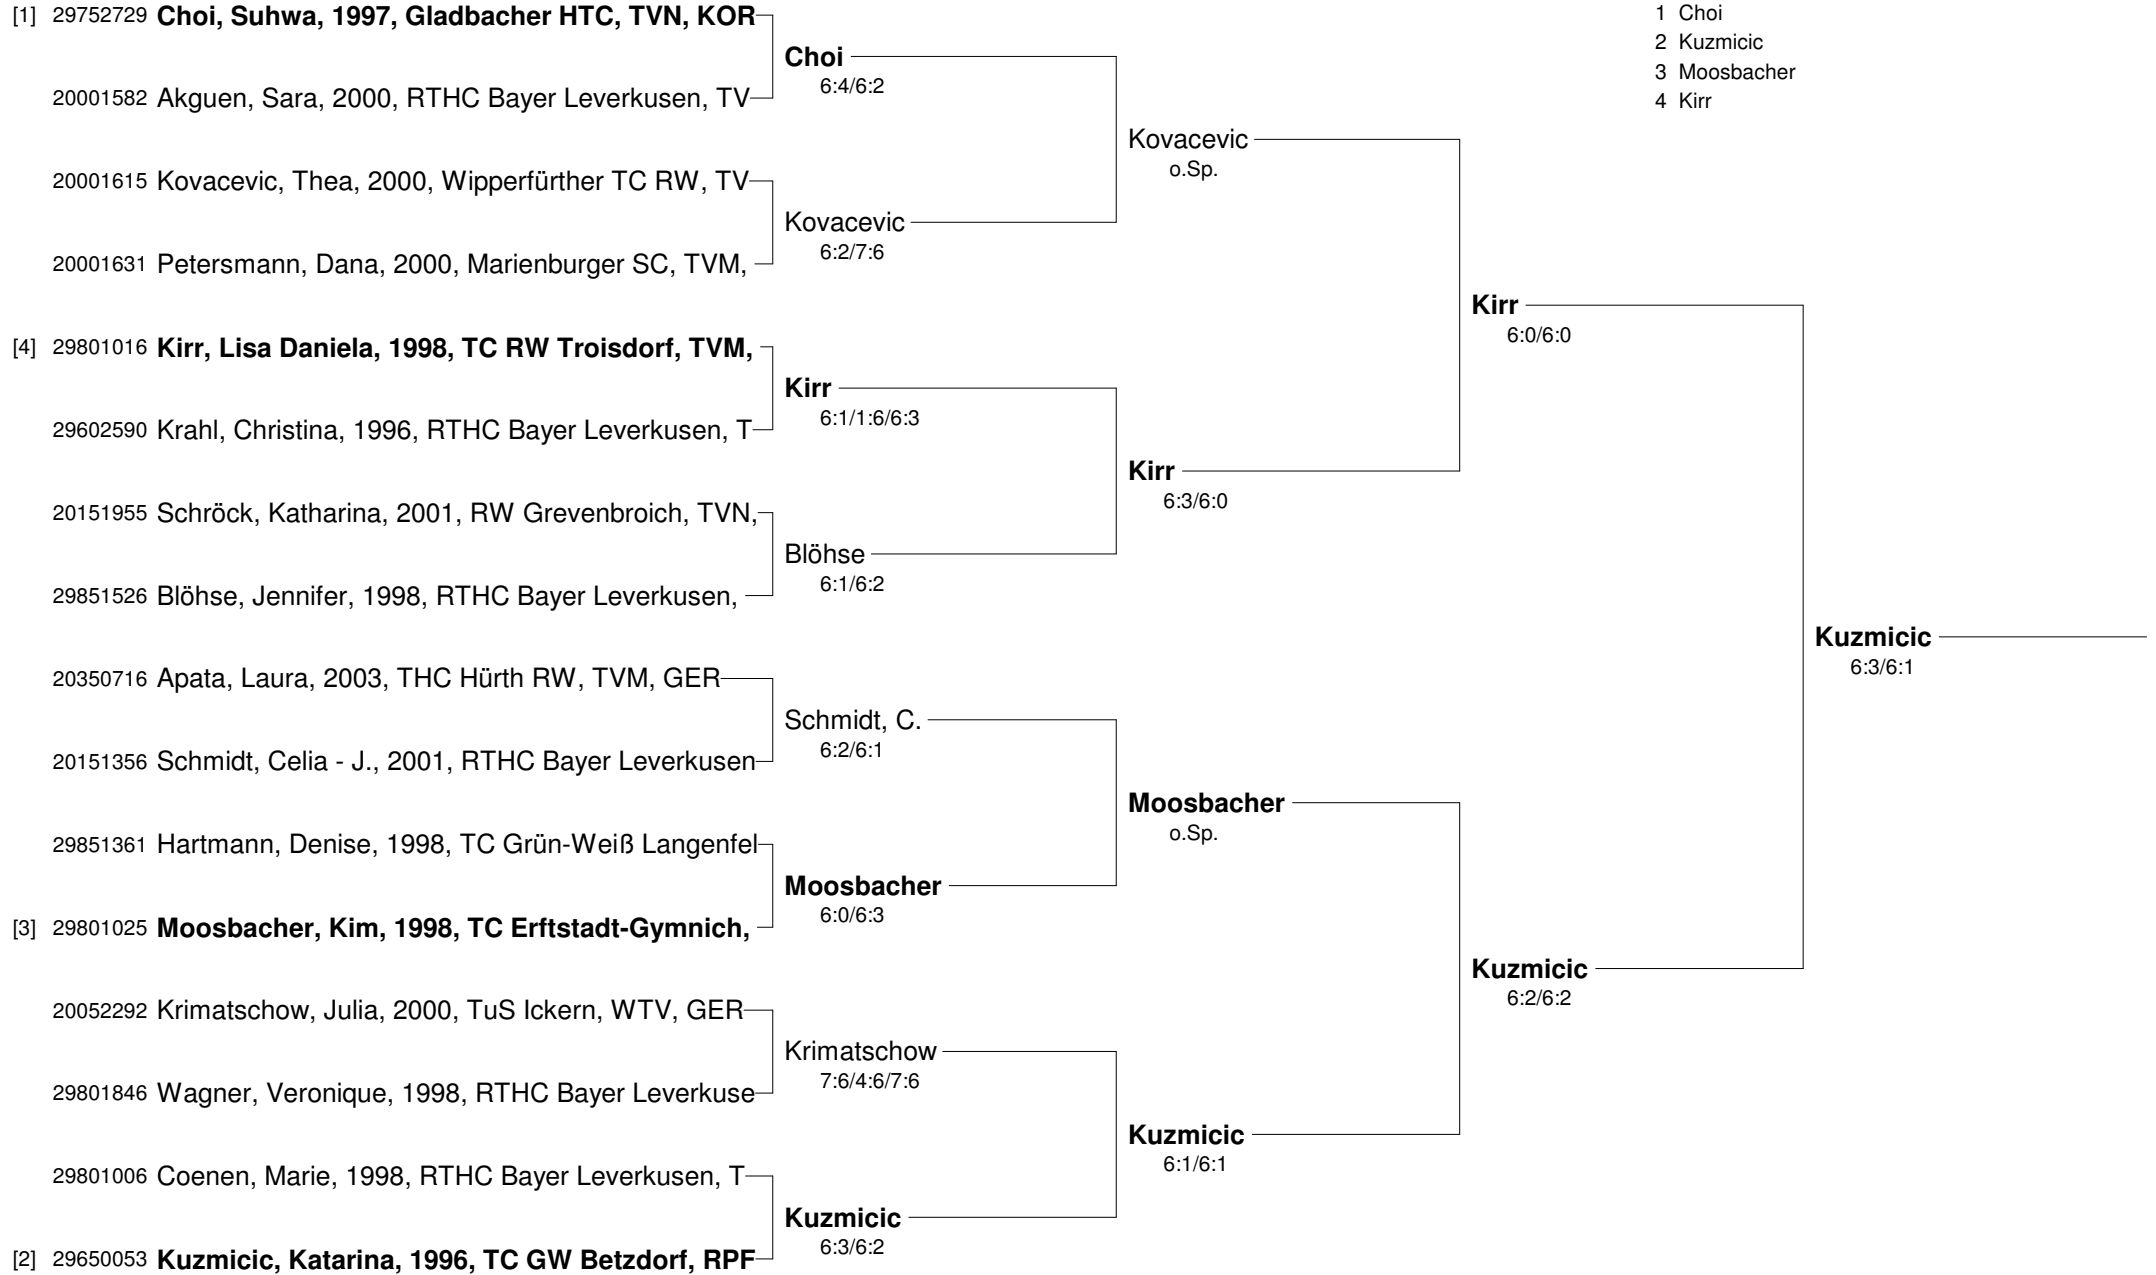 [1] 29752729 Choi, Suhwa, 1997, Gladbacher HTC, TVN, KOR
20001582 Akguen, Sara, 2000, RTHC Bayer Leverkusen, TV
20001615 Kovacevic, Thea, 2000, Wipperfürther TC RW, TV
20001631 Petersmann, Dana, 2000, Marienburger SC, TVM,
[4] 29801016 Kirr, Lisa Daniela, 1998, TC RW Troisdorf, TVM,
29602590 Krahl, Christina, 1996, RTHC Bayer Leverkusen, T
20151955 Schröck, Katharina, 2001, RW Grevenbroich, TVN,
29851526 Blöhse, Jennifer, 1998, RTHC Bayer Leverkusen,
20350716 Apata, Laura, 2003, THC Hürth RW, TVM, GER
20151356 Schmidt, Celia - J., 2001, RTHC Bayer Leverkusen
29851361 Hartmann, Denise, 1998, TC Grün-Weiß Langenfel
[3] 29801025 Moosbacher, Kim, 1998, TC Erftstadt-Gymnich,
20052292 Krimatschow, Julia, 2000, TuS Ickern, WTV, GER
29801846 Wagner, Veronique, 1998, RTHC Bayer Leverkuse
29801006 Coenen, Marie, 1998, RTHC Bayer Leverkusen, T
[2] 29650053 Kuzmicic, Katarina, 1996, TC GW Betzdorf, RPF
Choi
6:4/6:2
Kovacevic
6:2/7:6
Kirr
6:1/1:6/6:3
Blöhse
6:1/6:2
Schmidt, C.
6:2/6:1
Moosbacher
6:0/6:3
Krimatschow
7:6/4:6/7:6
Kuzmicic
6:3/6:2
Kovacevic
o.Sp.
Kirr
6:3/6:0
Moosbacher
o.Sp.
Kuzmicic
6:1/6:1
Kirr
6:0/6:0
Kuzmicic
6:2/6:2
Kuzmicic
6:3/6:1
1 Choi
2 Kuzmicic
3 Moosbacher
4 Kirr